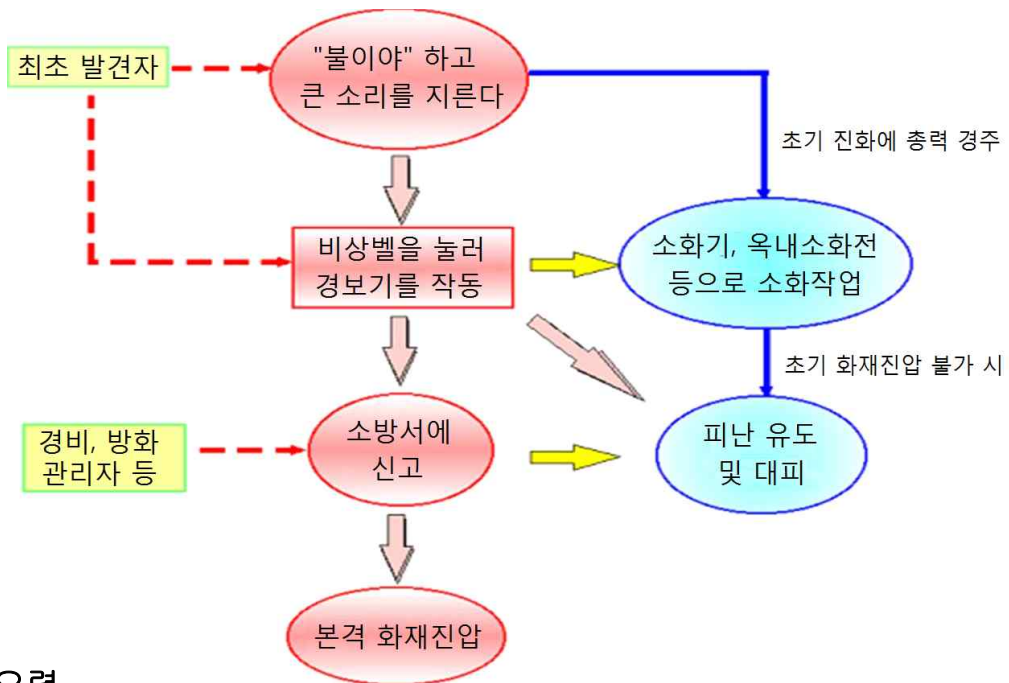 "불이야" 하고
큰 소리를 지른다
최초 발견자
초기 진화에 총력 경주
비상벨을 눌러
경보기를 작동
소화기, 옥내소화전
등으로 소화작업
초기 화재진압 불가 시
소방서에
신고
경비, 방화
관리자 등
피난 유도
및 대피
본격 화재진압